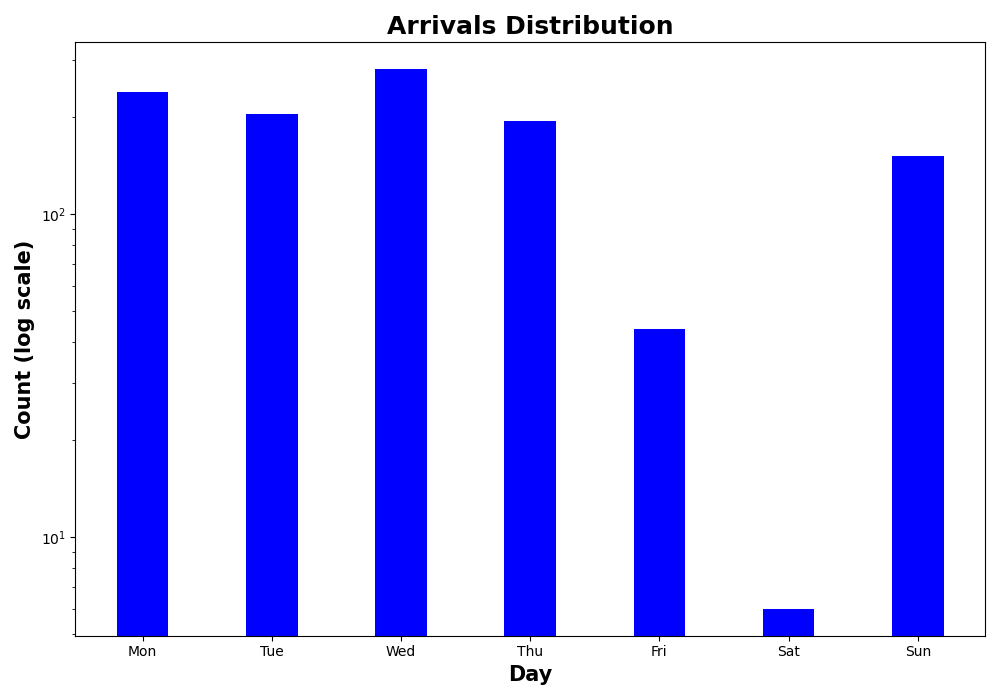 Arrivals Distribution
Count (log scale)
10²
10¹
Mon Tue Wed Thu Fri Sat Sun
Day